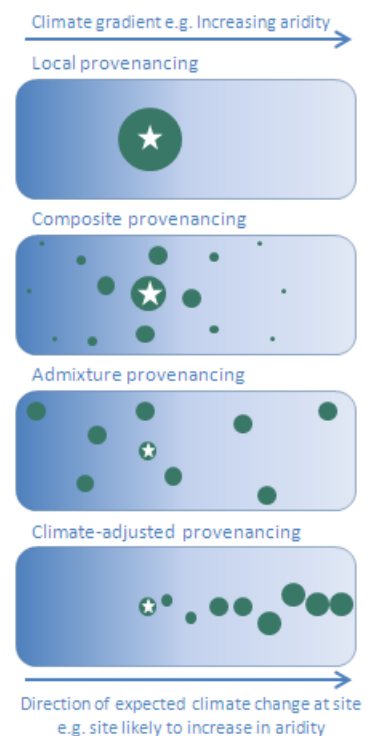 Climate gradient e.g. Increasing aridity
Local provenancing
Composite provenancing
Admixture provenancing
Climate-adjusted provenancing
Direction of expected climate change at site
e.g. site likely to increase in aridity